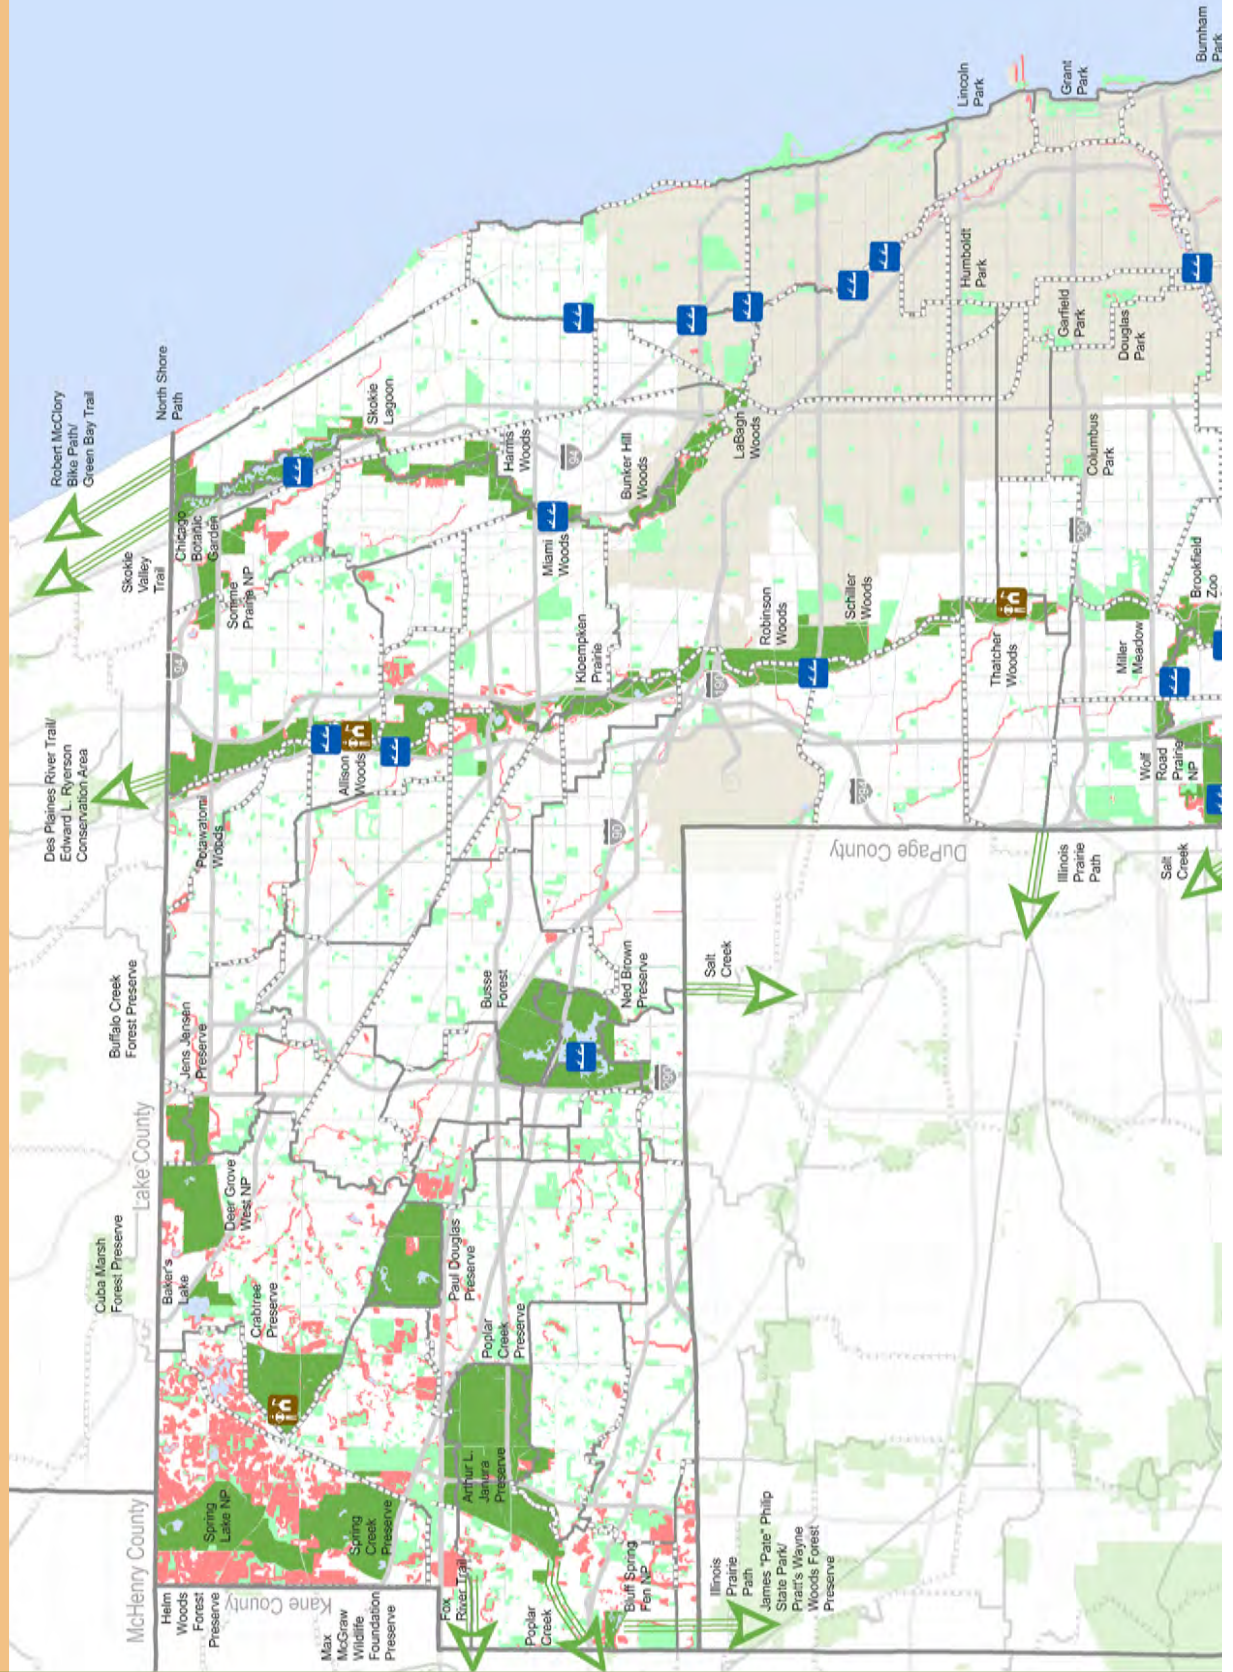 Robert McClory
Bike Path/
Green Bay Trail
North Shore
Path
Skokie
Valley
Trail
Chicago
Botanic
Garden
Skokie
Lagoon
Somme
Prairie NP
Harms
Woods
94
Miami
Woods
Bunker Hill
Woods
LaBagh
Woods
Lincoln
Park
Grant
Park
Burnham
Park
Humboldt
Park
Garfield
Park
Douglas
Park
Columbus
Park
290
Brookfield
Zoo
Miller
Meadow
Thatcher
Woods
Schiller
Woods
Robinson
Woods
190
Kloempken
Prairie
94
Des Plaines River Trail/
Edward L. Ryerson
Conservation Area
Allison
Woods
Potawatomi
Woods
90
294
Wolf
Road
Prairie
NP
DuPage County
Illinois
Prairie
Path
Salt
Creek
Buffalo Creek
Forest Preserve
Jens Jensen
Preserve
Busse
Forest
Ned Brown
Preserve
290
Salt
Creek
Lake County
Cuba Marsh
Forest Preserve
Deer Grove
West NP
Baker's
Lake
Crabtree
Preserve
Paul Douglas
Preserve
Poplar
Creek
Preserve
Arthur L.
Janura
Preserve
Spring
Lake NP
Spring
Creek
Preserve
McHenry County
Helm
Woods
Forest
Preserve
Kane County
Max
McGraw
Wildlife
Foundation
Preserve
Fox
River Trail
Poplar
Creek
Bluff Spring
Fen NP
Illinois
Prairie
Path
James "Pate" Philip
State Park/
Pratt's Wayne
Woods Forest
Preserve